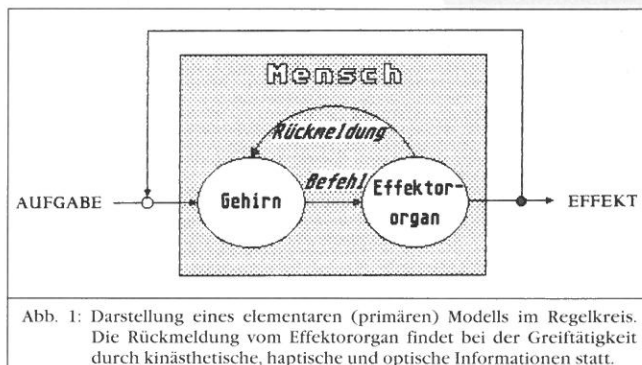 Mensch
Rückmeldung
Befehl
AUFGABE
Gehirn
Effektor-
organ
EFFEKT
Abb. 1: Darstellung eines elementaren (primären) Modells im Regelkreis.
Die Rückmeldung vom Effektororgan findet bei der Greiftätigkeit
durch kinästhetische, haptische und optische Informationen statt.